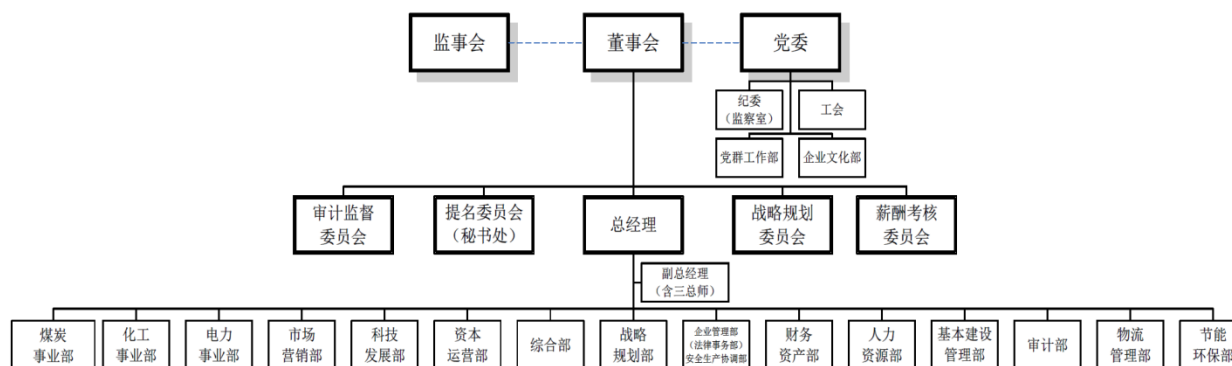 监事会
董事会
党委
纪委
（监察室）
工会
党群工作部
企业文化部
审计监督
委员会
提名委员会
（秘书处）
总经理
战略规划
委员会
薪酬考核
委员会
副总经理
（含三总师）
煤炭
事业部
化工
事业部
电力
事业部
市场
营销部
科技
发展部
资本
运营部
综合部
战略
规划部
企业管理部
（法律事务部）
安全生产协调部
财务
资产部
人力
资源部
基本建设
管理部
审计部
物流
管理部
节能
环保部